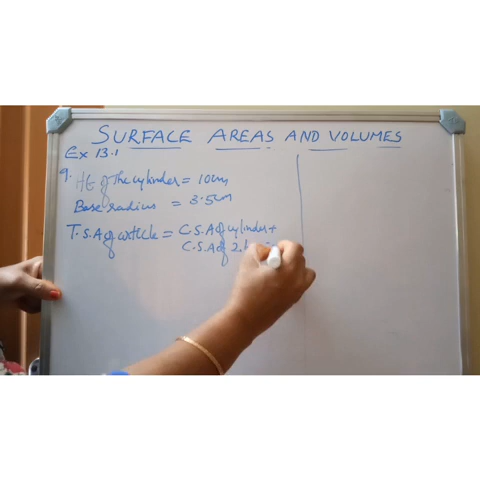 SURFACE AREAS AND VOLUMES
Ex 13.1
9. Ht of the cylinder = 10cm
Base radius = 3.5cm
T.S.A of article = C.S.A of cylinder +
C.S.A of 2